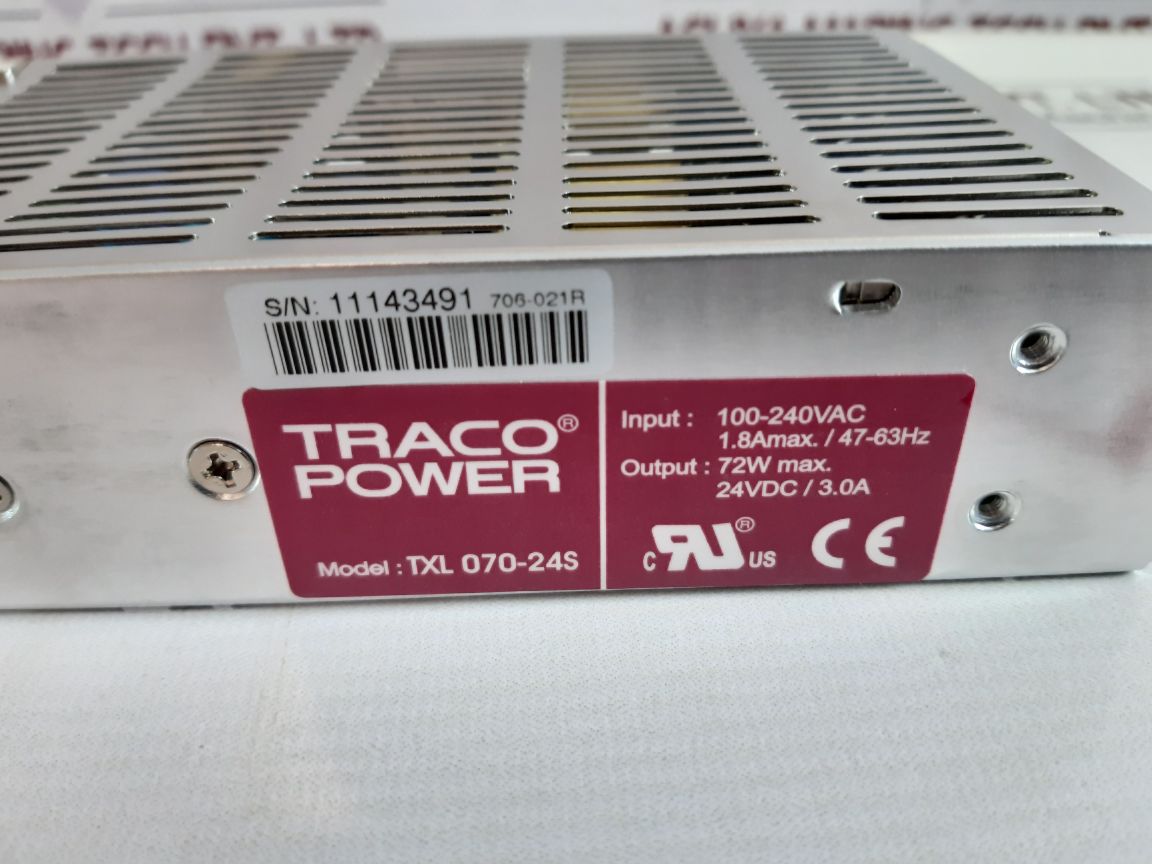 S/N: 11143491 706-021R
TRACO®
POWER
Model : TXL 070-24S
Input : 100-240VAC
1.8Amax. / 47-63Hz
Output : 72W max.
24VDC / 3.0A
C RU® US CE